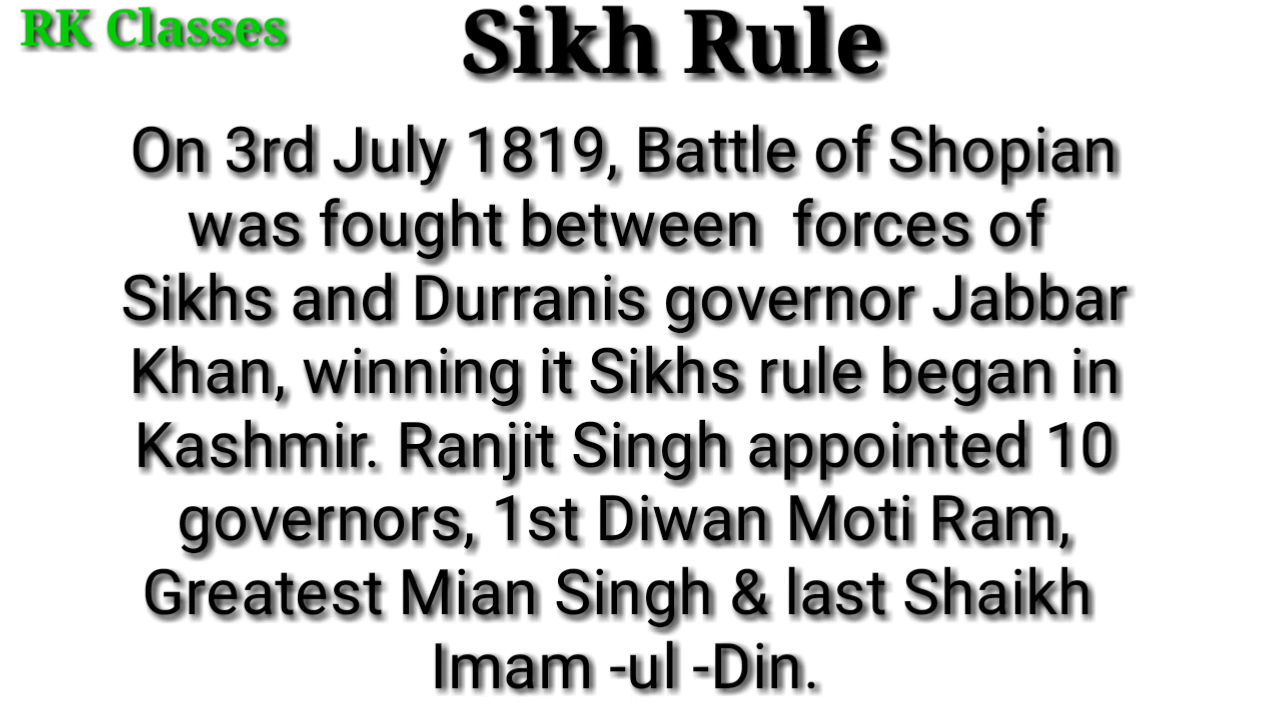 RK Classes
Sikh Rule
On 3rd July 1819, Battle of Shopian
was fought between  forces of
Sikhs and Durranis governor Jabbar
Khan, winning it Sikhs rule began in
Kashmir. Ranjit Singh appointed 10
governors, 1st Diwan Moti Ram,
Greatest Mian Singh & last Shaikh
Imam -ul -Din.